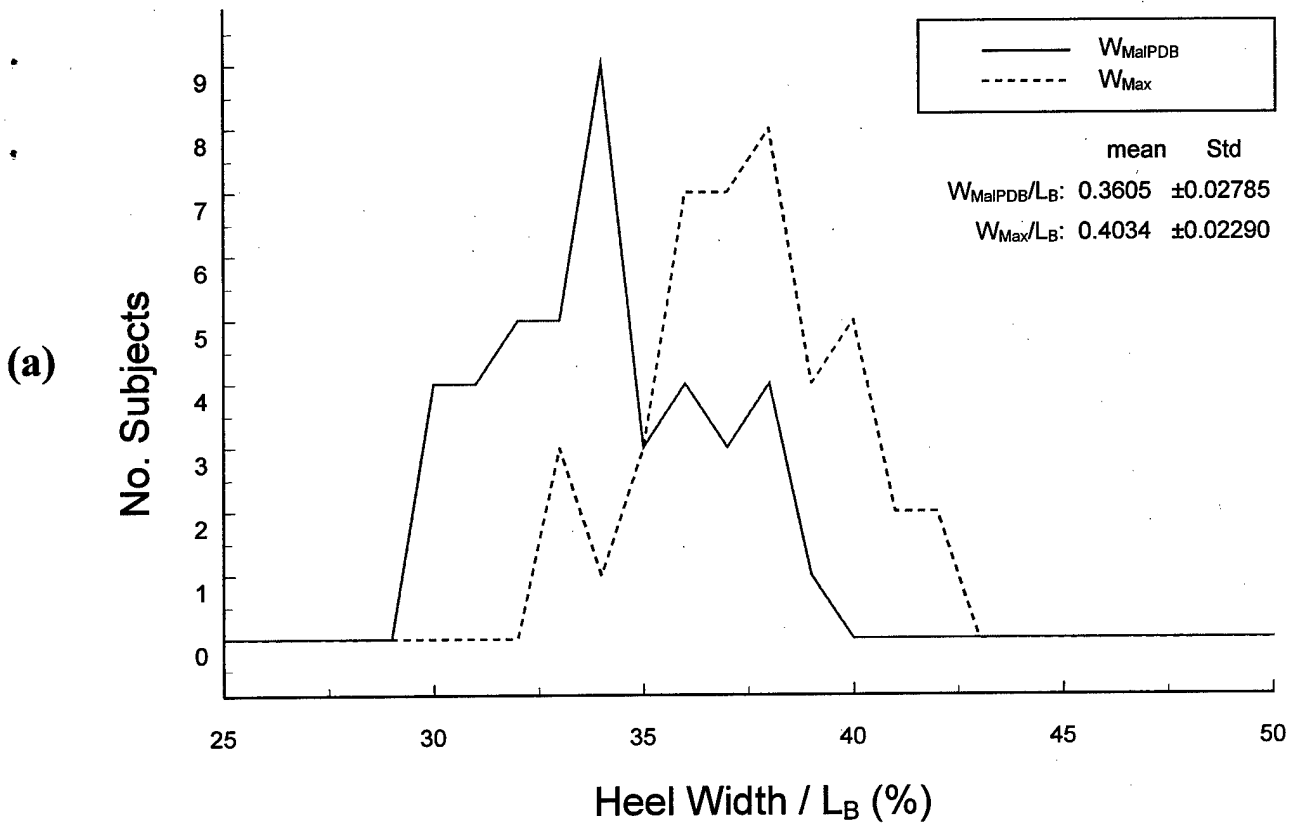 (a)
No. Subjects
9
8
7
6
5
4
3
2
1
0
25 30 35 40 45 50
Heel Width / L_B (%)
W_MalPDB
W_Max
mean Std
W_MalPDB/L_B: 0.3605 ±0.02785
W_Max/L_B: 0.4034 ±0.02290